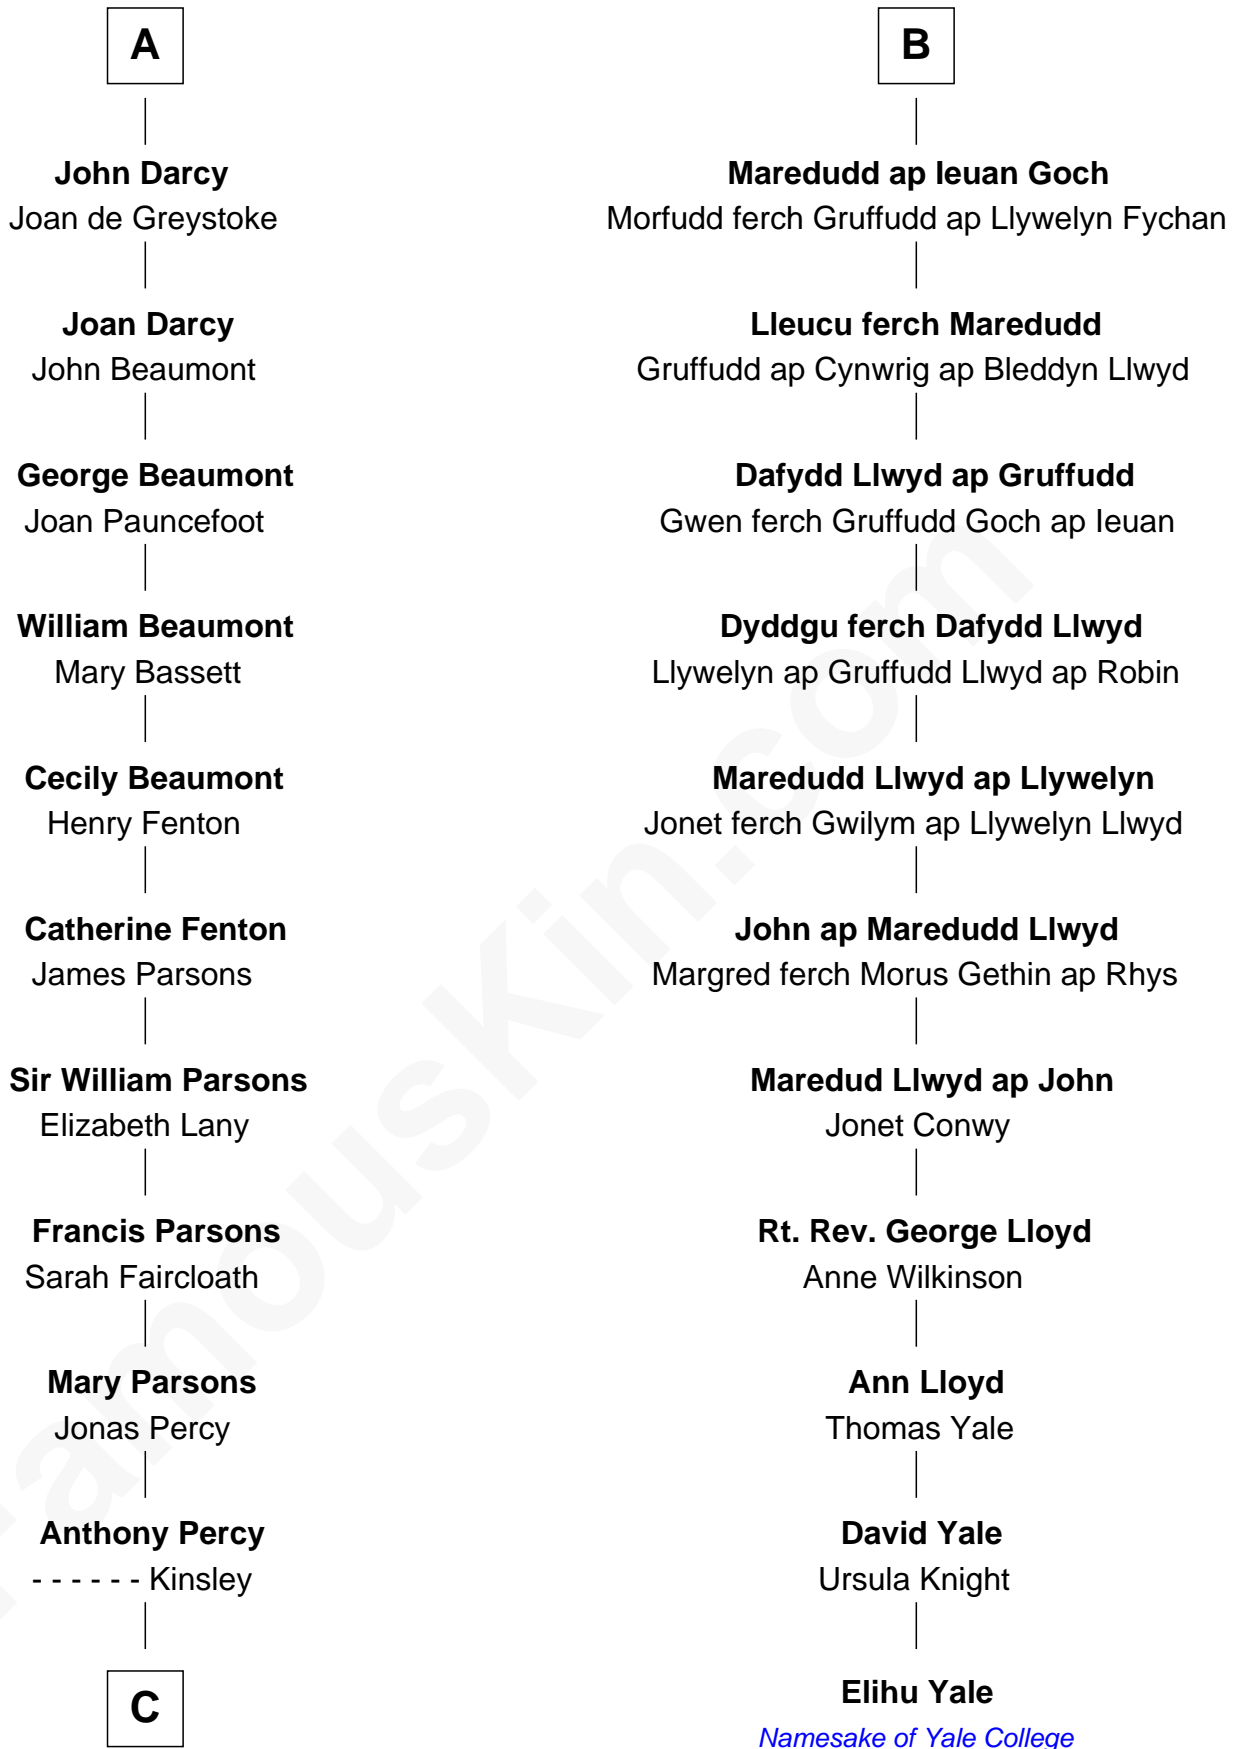 A
John Darcy
Joan de Greystoke
Joan Darcy
John Beaumont
George Beaumont
Joan Pauncefoot
William Beaumont
Mary Bassett
Cecily Beaumont
Henry Fenton
Catherine Fenton
James Parsons
Sir William Parsons
Elizabeth Lany
Francis Parsons
Sarah Faircloath
Mary Parsons
Jonas Percy
Anthony Percy
- - - - - - Kinsley
C
B
Maredudd ap Ieuan Goch
Morfudd ferch Gruffudd ap Llywelyn Fychan
Lleucu ferch Maredudd
Gruffudd ap Cynwrig ap Bleddyn Llwyd
Dafydd Llwyd ap Gruffudd
Gwen ferch Gruffudd Goch ap Ieuan
Dyddgu ferch Dafydd Llwyd
Llywelyn ap Gruffudd Llwyd ap Robin
Maredudd Llwyd ap Llywelyn
Jonet ferch Gwilym ap Llywelyn Llwyd
John ap Maredudd Llwyd
Margred ferch Morus Gethin ap Rhys
Maredud Llwyd ap John
Jonet Conwy
Rt. Rev. George Lloyd
Anne Wilkinson
Ann Lloyd
Thomas Yale
David Yale
Ursula Knight
Elihu Yale
Namesake of Yale College
FamousKin.com